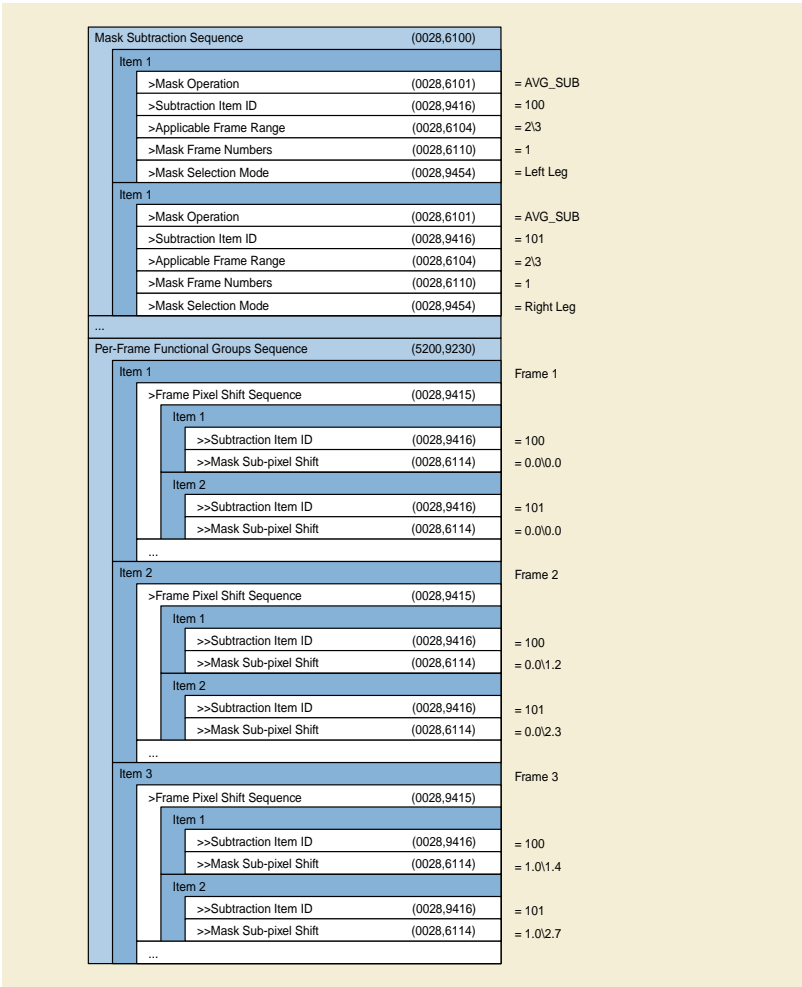 Mask Subtraction Sequence (0028,6100)
Item 1
>Mask Operation (0028,6101) = AVG_SUB
>Subtraction Item ID (0028,9416) = 100
>Applicable Frame Range (0028,6104) = 2\3
>Mask Frame Numbers (0028,6110) = 1
>Mask Selection Mode (0028,9454) = Left Leg
Item 1
>Mask Operation (0028,6101) = AVG_SUB
>Subtraction Item ID (0028,9416) = 101
>Applicable Frame Range (0028,6104) = 2\3
>Mask Frame Numbers (0028,6110) = 1
>Mask Selection Mode (0028,9454) = Right Leg
...
Per-Frame Functional Groups Sequence (5200,9230)
Item 1 Frame 1
>Frame Pixel Shift Sequence (0028,9415)
Item 1
>>Subtraction Item ID (0028,9416) = 100
>>Mask Sub-pixel Shift (0028,6114) = 0.0\0.0
Item 2
>>Subtraction Item ID (0028,9416) = 101
>>Mask Sub-pixel Shift (0028,6114) = 0.0\0.0
...
Item 2 Frame 2
>Frame Pixel Shift Sequence (0028,9415)
Item 1
>>Subtraction Item ID (0028,9416) = 100
>>Mask Sub-pixel Shift (0028,6114) = 0.0\1.2
Item 2
>>Subtraction Item ID (0028,9416) = 101
>>Mask Sub-pixel Shift (0028,6114) = 0.0\2.3
...
Item 3 Frame 3
>Frame Pixel Shift Sequence (0028,9415)
Item 1
>>Subtraction Item ID (0028,9416) = 100
>>Mask Sub-pixel Shift (0028,6114) = 1.0\1.4
Item 2
>>Subtraction Item ID (0028,9416) = 101
>>Mask Sub-pixel Shift (0028,6114) = 1.0\2.7
...